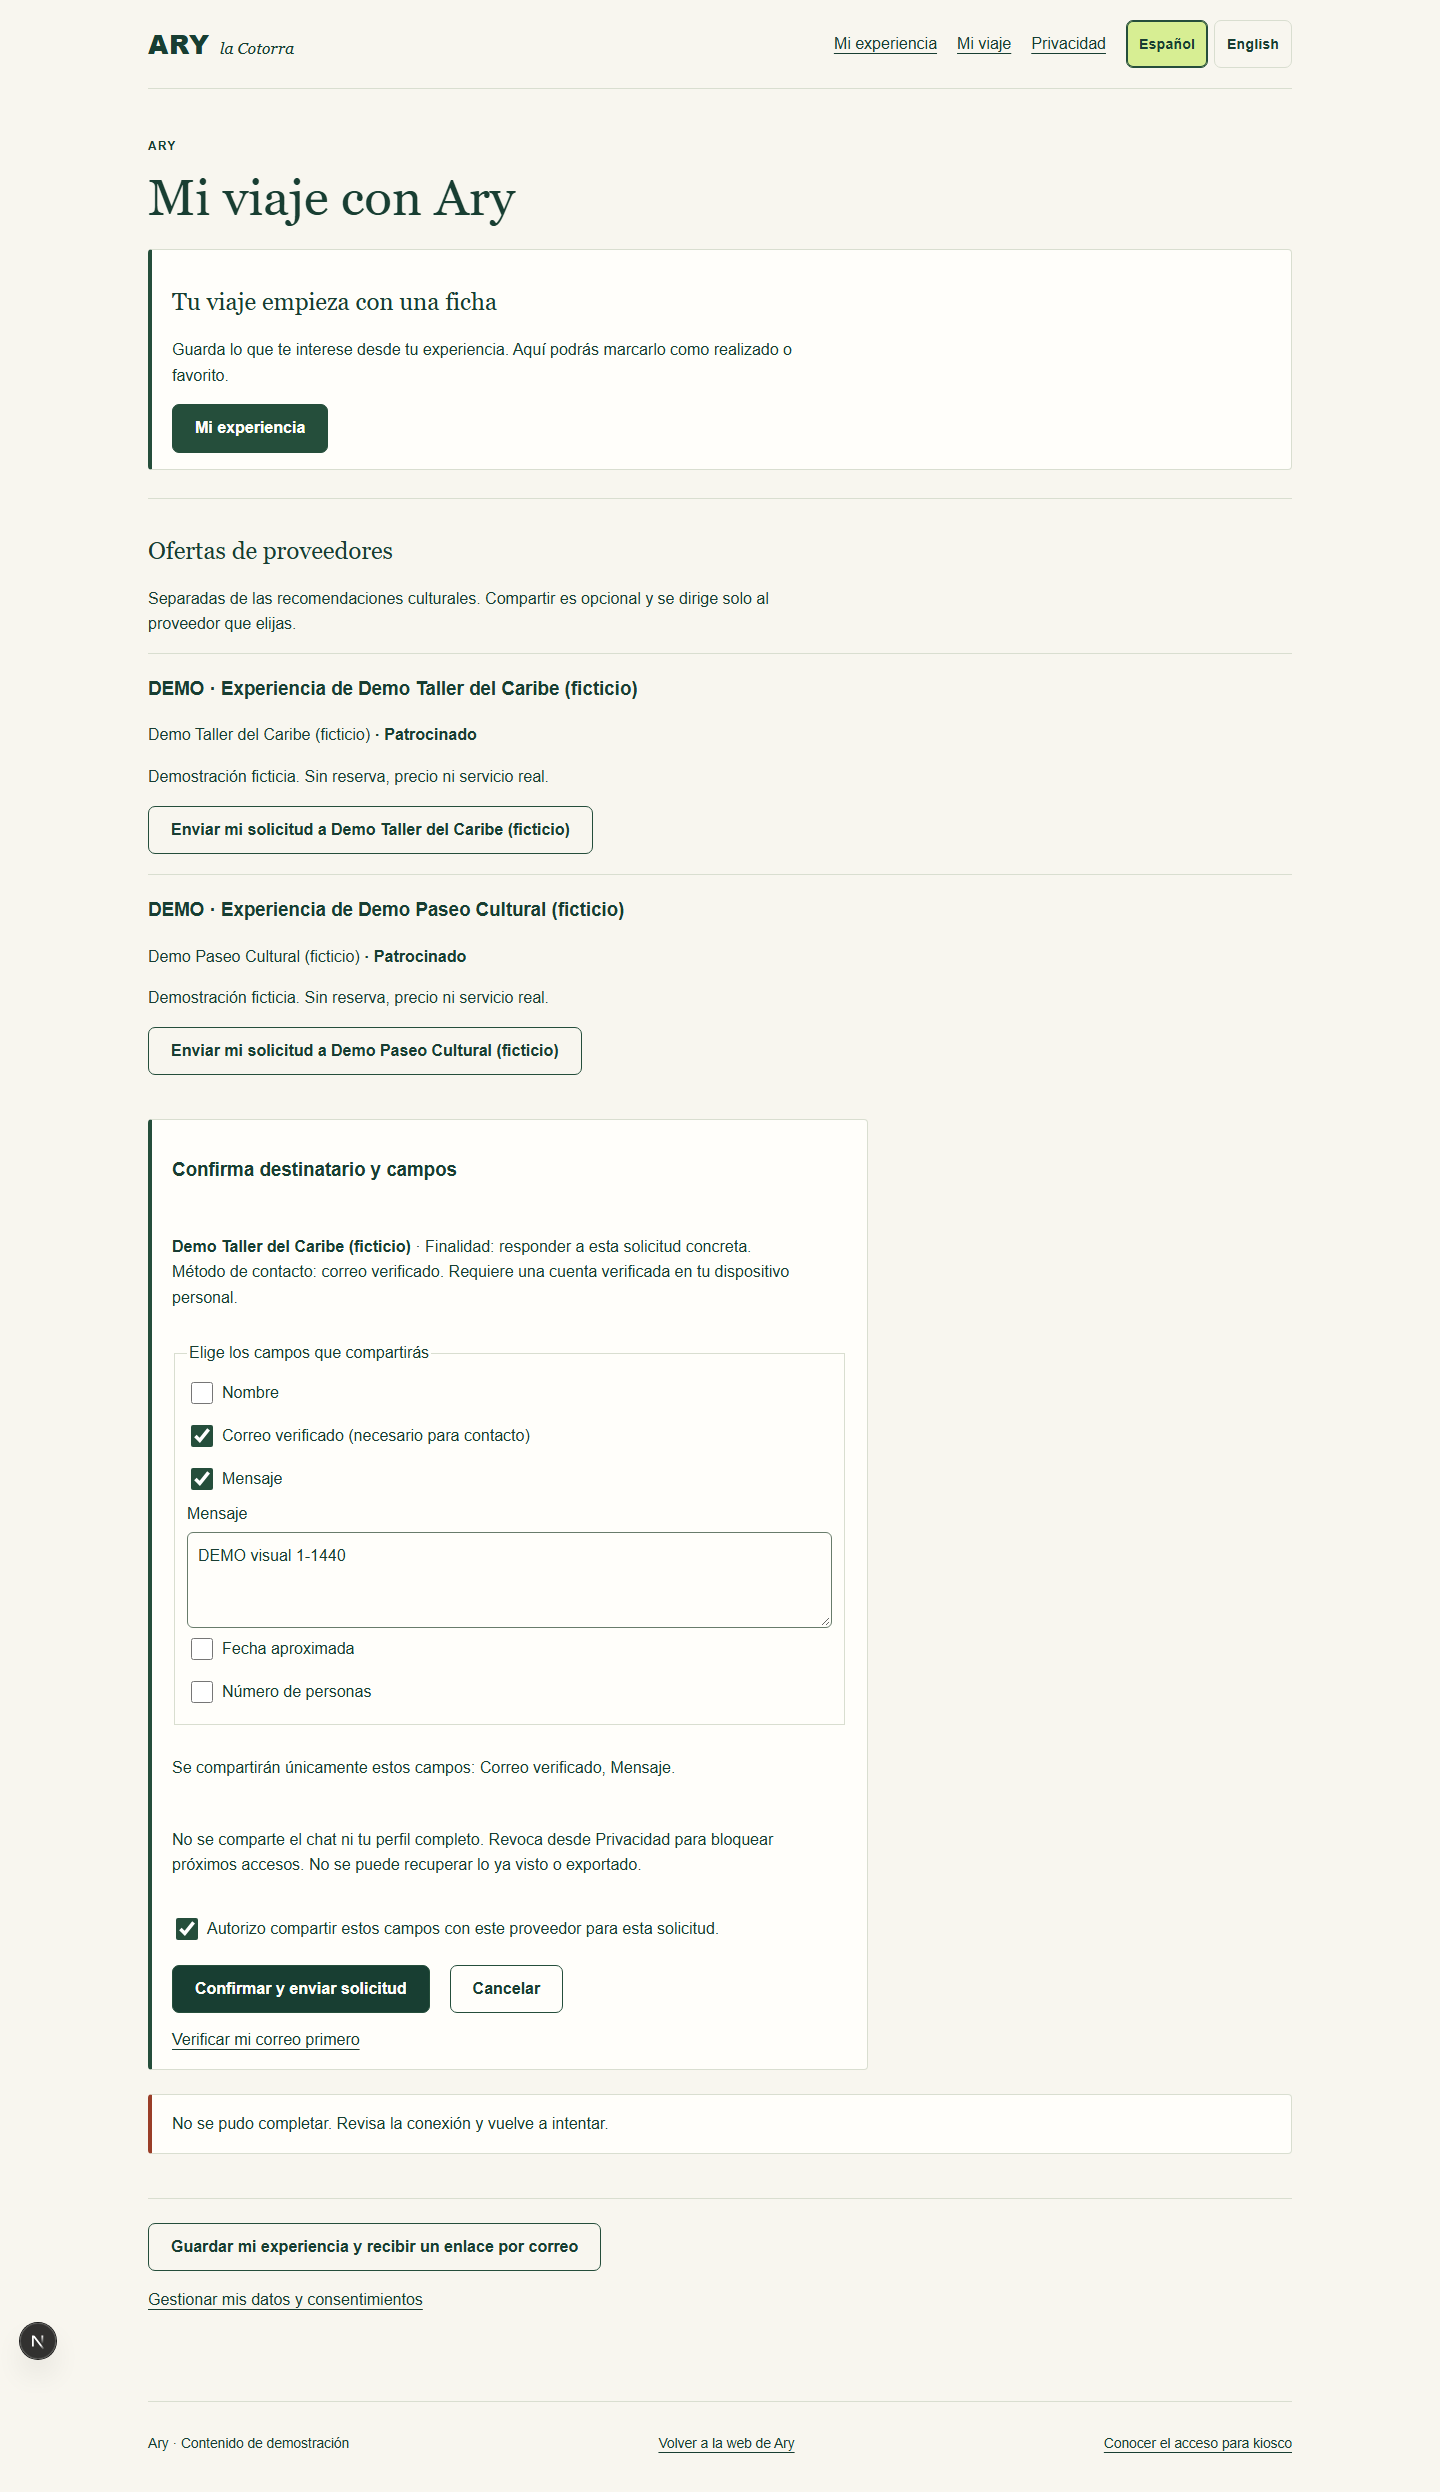 ARY la Cotorra
Mi experiencia Mi viaje Privacidad Español English
ARY
Mi viaje con Ary
Tu viaje empieza con una ficha
Guarda lo que te interese desde tu experiencia. Aquí podrás marcarlo como realizado o
favorito.
Mi experiencia
Ofertas de proveedores
Separadas de las recomendaciones culturales. Compartir es opcional y se dirige solo al
proveedor que elijas.
DEMO · Experiencia de Demo Taller del Caribe (ficticio)
Demo Taller del Caribe (ficticio) · Patrocinado
Demostración ficticia. Sin reserva, precio ni servicio real.
Enviar mi solicitud a Demo Taller del Caribe (ficticio)
DEMO · Experiencia de Demo Paseo Cultural (ficticio)
Demo Paseo Cultural (ficticio) · Patrocinado
Demostración ficticia. Sin reserva, precio ni servicio real.
Enviar mi solicitud a Demo Paseo Cultural (ficticio)
Confirma destinatario y campos
Demo Taller del Caribe (ficticio) · Finalidad: responder a esta solicitud concreta.
Método de contacto: correo verificado. Requiere una cuenta verificada en tu dispositivo
personal.
Elige los campos que compartirás
Nombre
Correo verificado (necesario para contacto)
Mensaje
Mensaje
DEMO visual 1-1440
Fecha aproximada
Número de personas
Se compartirán únicamente estos campos: Correo verificado, Mensaje.
No se comparte el chat ni tu perfil completo. Revoca desde Privacidad para bloquear
próximos accesos. No se puede recuperar lo ya visto o exportado.
Autorizo compartir estos campos con este proveedor para esta solicitud.
Confirmar y enviar solicitud Cancelar
Verificar mi correo primero
No se pudo completar. Revisa la conexión y vuelve a intentar.
Guardar mi experiencia y recibir un enlace por correo
Gestionar mis datos y consentimientos
N
Ary · Contenido de demostración Volver a la web de Ary Conocer el acceso para kiosco